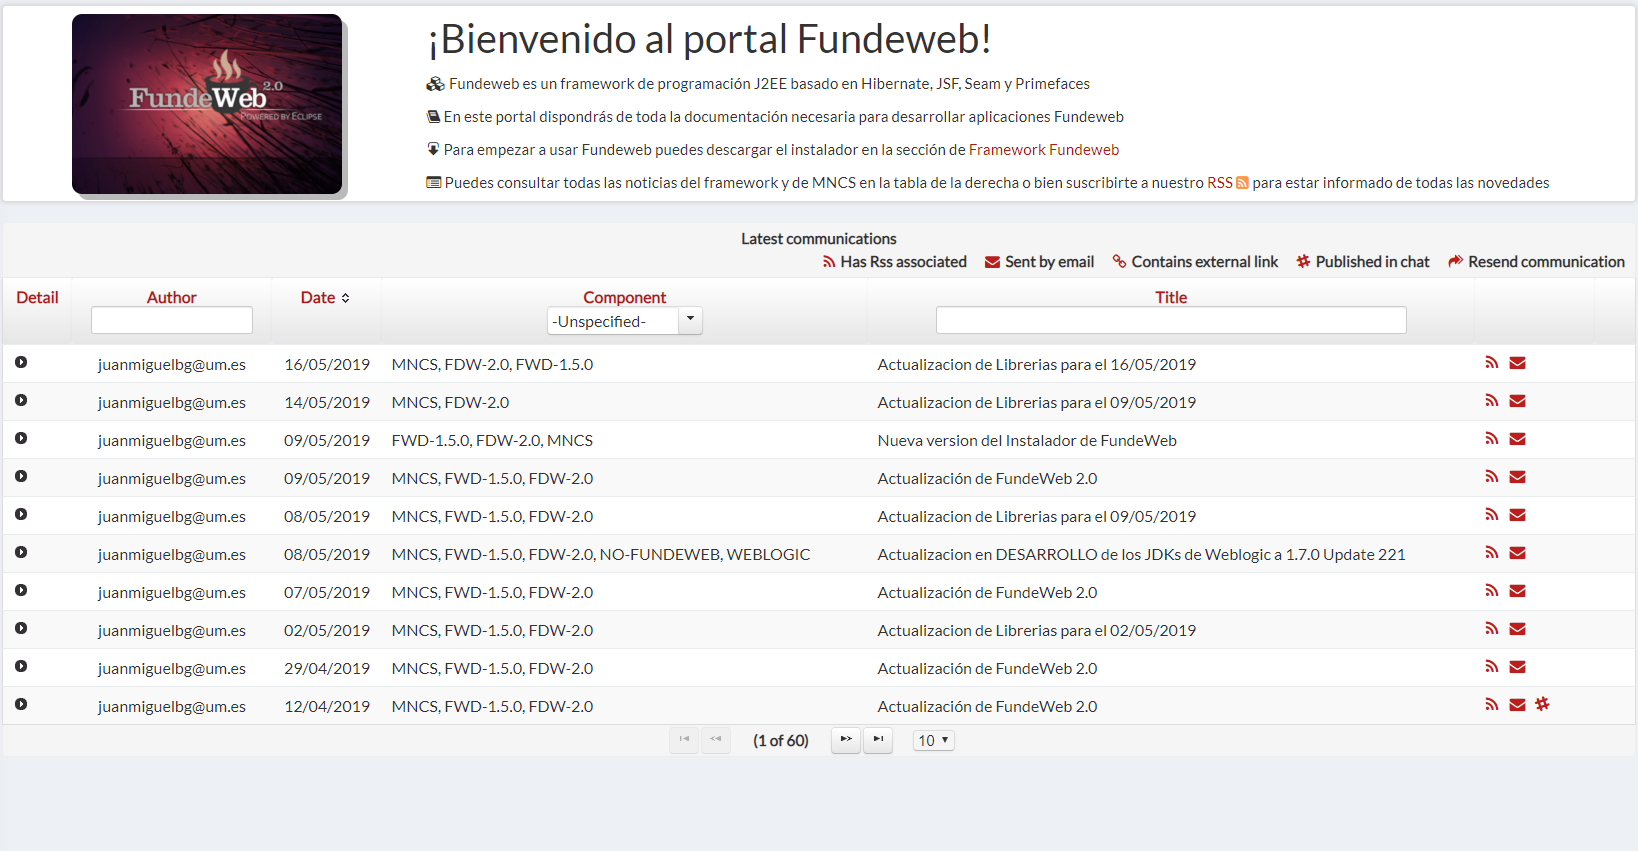 FundeWeb 2.0
POWERED BY ECLIPSE
¡Bienvenido al portal Fundeweb!
Fundeweb es un framework de programación J2EE basado en Hibernate, JSF, Seam y Primefaces
En este portal dispondrás de toda la documentación necesaria para desarrollar aplicaciones Fundeweb
Para empezar a usar Fundeweb puedes descargar el instalador en la sección de Framework Fundeweb
Puedes consultar todas las noticias del framework y de MNCS en la tabla de la derecha o bien suscribirte a nuestro RSS para estar informado de todas las novedades
Latest communications
Has Rss associated Sent by email Contains external link Published in chat Resend communication
Detail Author Date Component Title
-Unspecified-
juanmiguelbg@um.es 16/05/2019 MNCS, FDW-2.0, FWD-1.5.0 Actualizacion de Librerias para el 16/05/2019
juanmiguelbg@um.es 14/05/2019 MNCS, FDW-2.0 Actualizacion de Librerias para el 09/05/2019
juanmiguelbg@um.es 09/05/2019 FWD-1.5.0, FDW-2.0, MNCS Nueva version del Instalador de FundeWeb
juanmiguelbg@um.es 09/05/2019 MNCS, FWD-1.5.0, FDW-2.0 Actualización de FundeWeb 2.0
juanmiguelbg@um.es 08/05/2019 MNCS, FWD-1.5.0, FDW-2.0 Actualizacion de Librerias para el 09/05/2019
juanmiguelbg@um.es 08/05/2019 MNCS, FWD-1.5.0, FDW-2.0, NO-FUNDEWEB, WEBLOGIC Actualizacion en DESARROLLO de los JDKs de Weblogic a 1.7.0 Update 221
juanmiguelbg@um.es 07/05/2019 MNCS, FWD-1.5.0, FDW-2.0 Actualización de FundeWeb 2.0
juanmiguelbg@um.es 02/05/2019 MNCS, FWD-1.5.0, FDW-2.0 Actualizacion de Librerias para el 02/05/2019
juanmiguelbg@um.es 29/04/2019 MNCS, FWD-1.5.0, FDW-2.0 Actualización de FundeWeb 2.0
juanmiguelbg@um.es 12/04/2019 MNCS, FWD-1.5.0, FDW-2.0 Actualización de FundeWeb 2.0
(1 of 60) 10